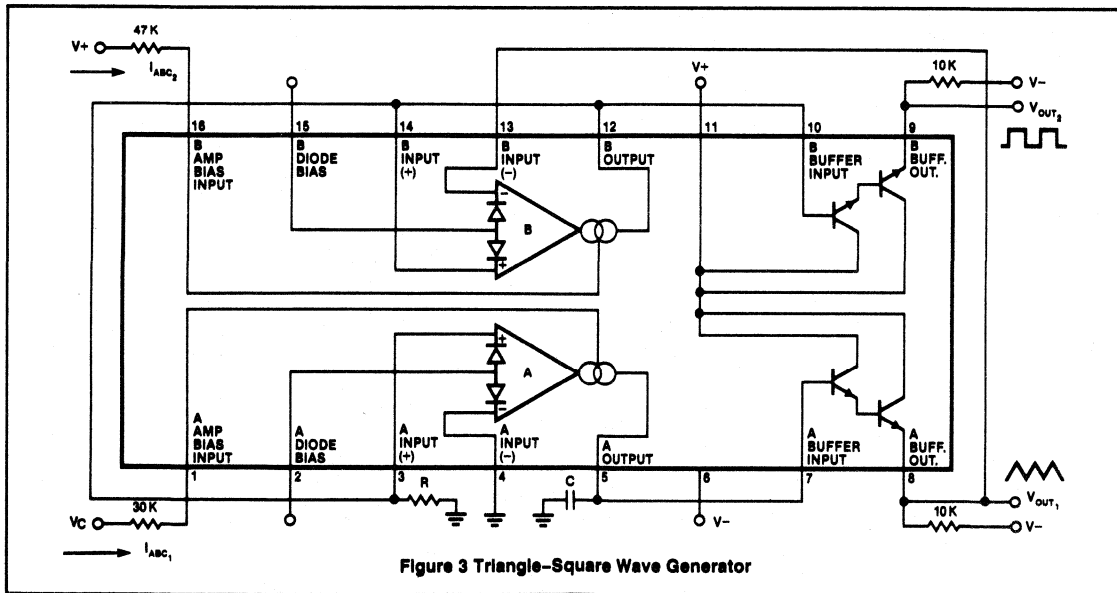 47K
V+
I_ABC2
V+
10K
V−
V_OUT2
16
15
14
13
12
11
10
9
B
AMP
BIAS
INPUT
B
DIODE
BIAS
B
INPUT
(+)
B
INPUT
(−)
B
OUTPUT
B
BUFFER
INPUT
B
BUFF.
OUT.
−
B
+
+
A
−
A
AMP
BIAS
INPUT
A
DIODE
BIAS
A
INPUT
(+)
A
INPUT
(−)
A
OUTPUT
A
BUFFER
INPUT
A
BUFF.
OUT.
1
2
3
4
5
6
7
8
R
C
VC
30K
I_ABC1
V−
V_OUT1
10K
V−
Figure 3 Triangle–Square Wave Generator